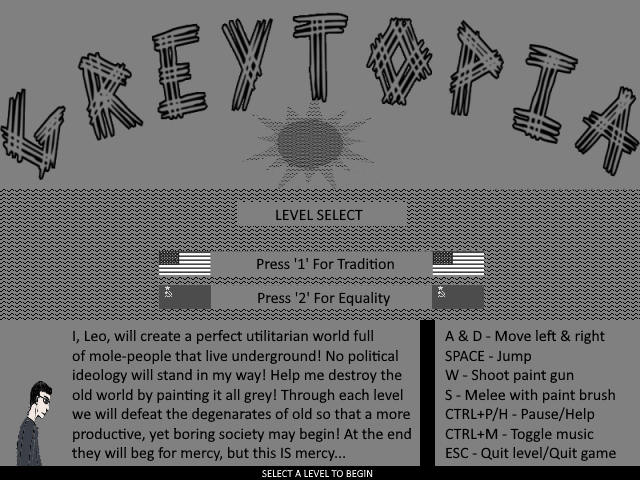 GREYTOPIA
LEVEL SELECT
Press '1' For Tradition
Press '2' For Equality
I, Leo, will create a perfect utilitarian world full
of mole-people that live underground! No political
ideology will stand in my way! Help me destroy the
old world by painting it all grey! Through each level
we will defeat the degenarates of old so that a more
productive, yet boring society may begin! At the end
they will beg for mercy, but this IS mercy...
A & D - Move left & right
SPACE - Jump
W - Shoot paint gun
S - Melee with paint brush
CTRL+P/H - Pause/Help
CTRL+M - Toggle music
ESC - Quit level/Quit game
SELECT A LEVEL TO BEGIN